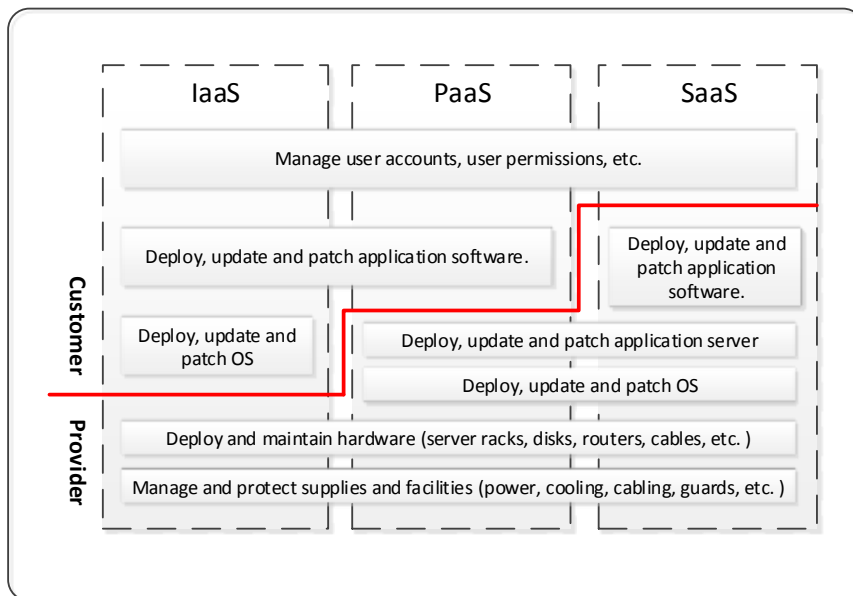 IaaS
PaaS
SaaS
Manage user accounts, user permissions, etc.
Deploy, update and patch application software.
Deploy, update and
patch application
software.
Customer
Deploy, update and
patch OS
Deploy, update and patch application server
Deploy, update and patch OS
Provider
Deploy and maintain hardware (server racks, disks, routers, cables, etc. )
Manage and protect supplies and facilities (power, cooling, cabling, guards, etc. )